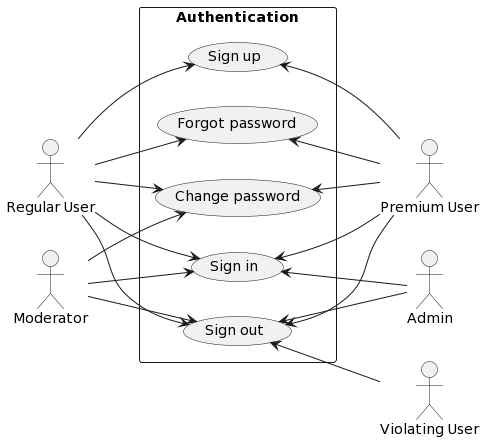 Authentication
Sign up
Forgot password
Change password
Sign in
Sign out
Regular User
Moderator
Premium User
Admin
Violating User